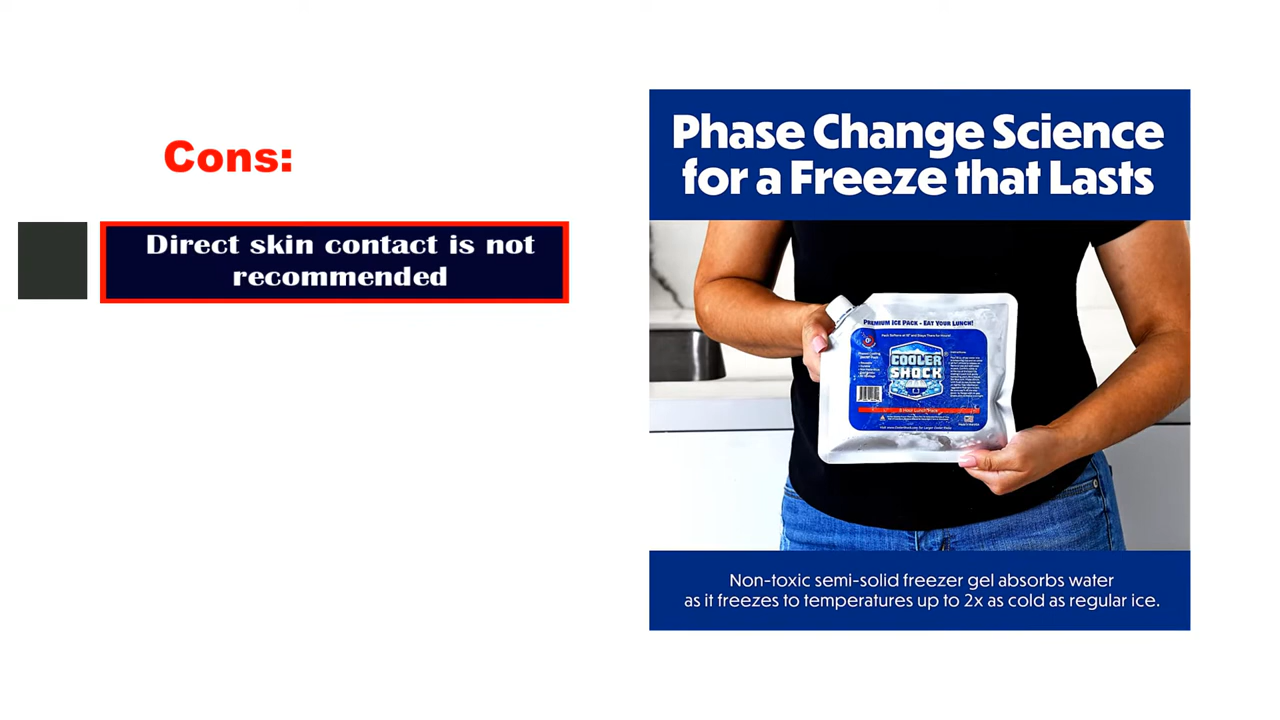 Cons:
Direct skin contact is not
recommended
Phase Change Science
for a Freeze that Lasts
PREMIUM ICE PACK - EAT YOUR LUNCH!
COOLER
SHOCK
Non-toxic semi-solid freezer gel absorbs water
as it freezes to temperatures up to 2x as cold as regular ice.